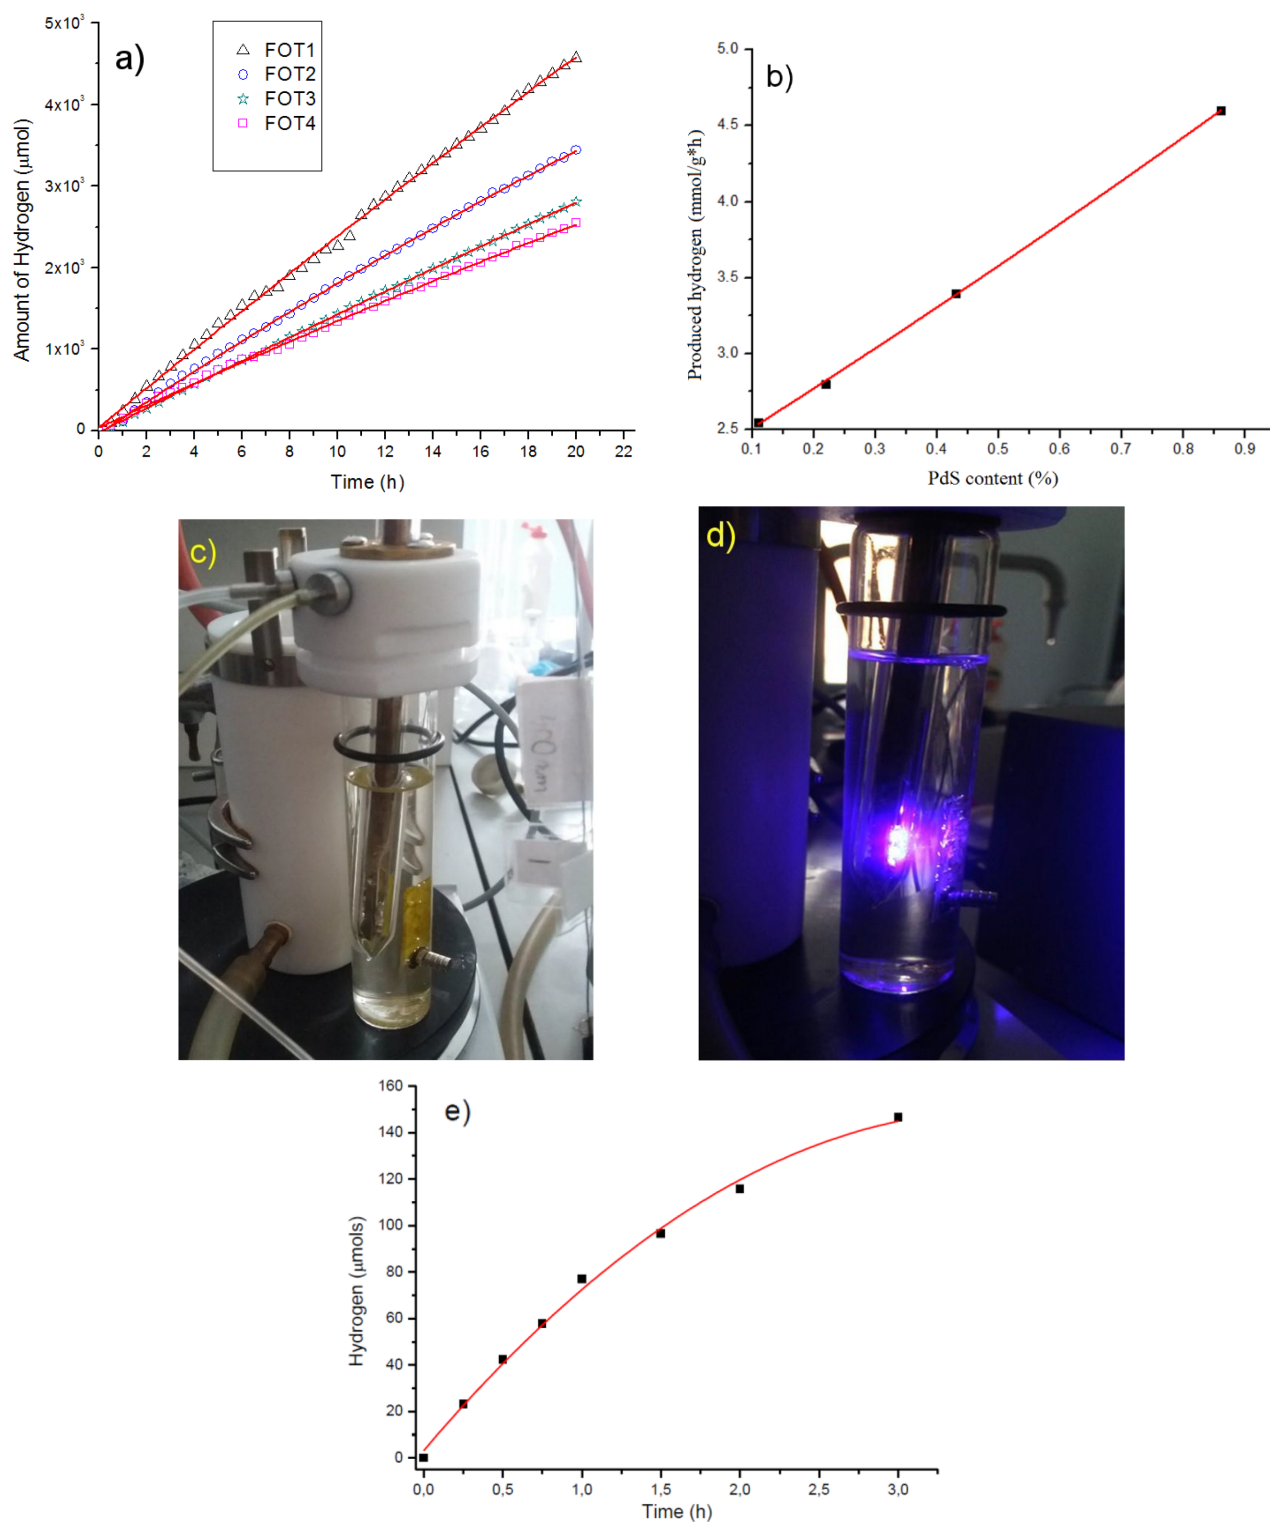 a)
FOT1
FOT2
FOT3
FOT4
5x10³
4x10³
3x10³
2x10³
1x10³
0
0 2 4 6 8 10 12 14 16 18 20 22
Amount of Hydrogen (μmol)
Time (h)
b)
5.0
4.5
4.0
3.5
3.0
2.5
0.1 0.2 0.3 0.4 0.5 0.6 0.7 0.8 0.9
Produced hydrogen (mmol/g*h)
PdS content (%)
c)
d)
e)
160
140
120
100
80
60
40
20
0
0,0 0,5 1,0 1,5 2,0 2,5 3,0
Hydrogen (μmols)
Time (h)